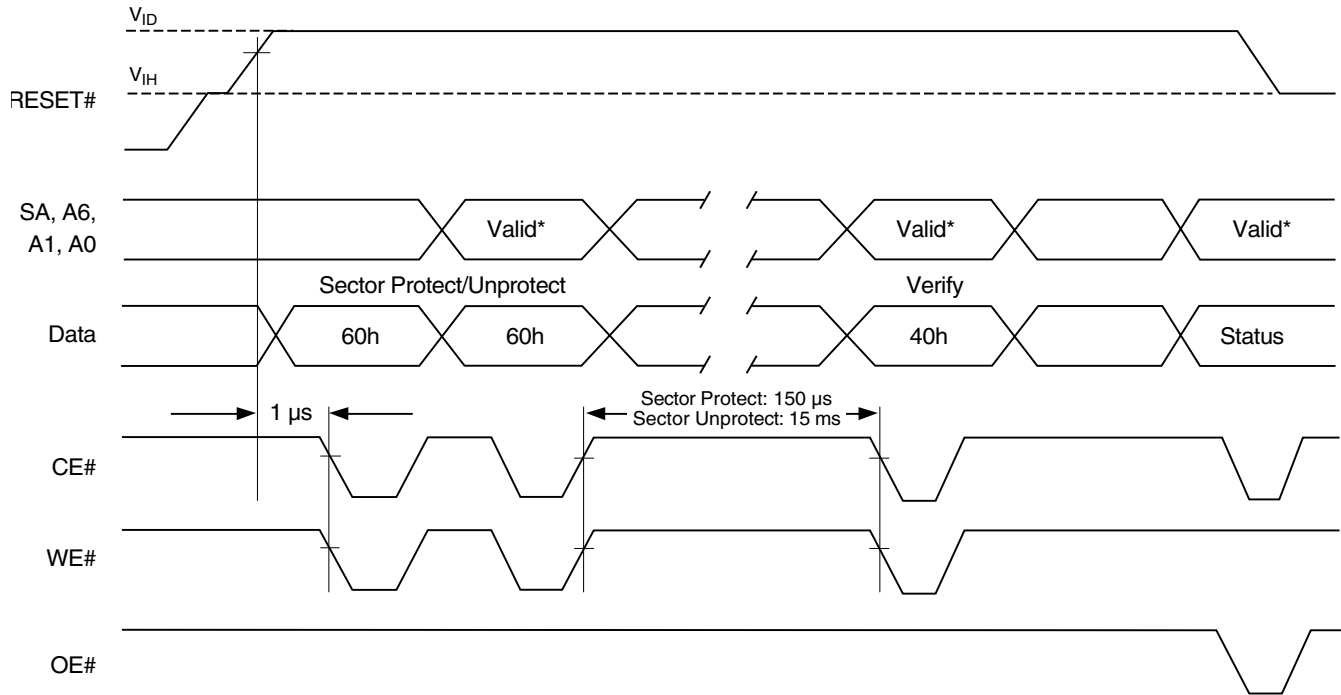 VID
VIH
RESET#
SA, A6,
A1, A0
Valid*
Valid*
Valid*
Sector Protect/Unprotect
Verify
Data
60h
60h
40h
Status
1 µs
Sector Protect: 150 µs
Sector Unprotect: 15 ms
CE#
WE#
OE#